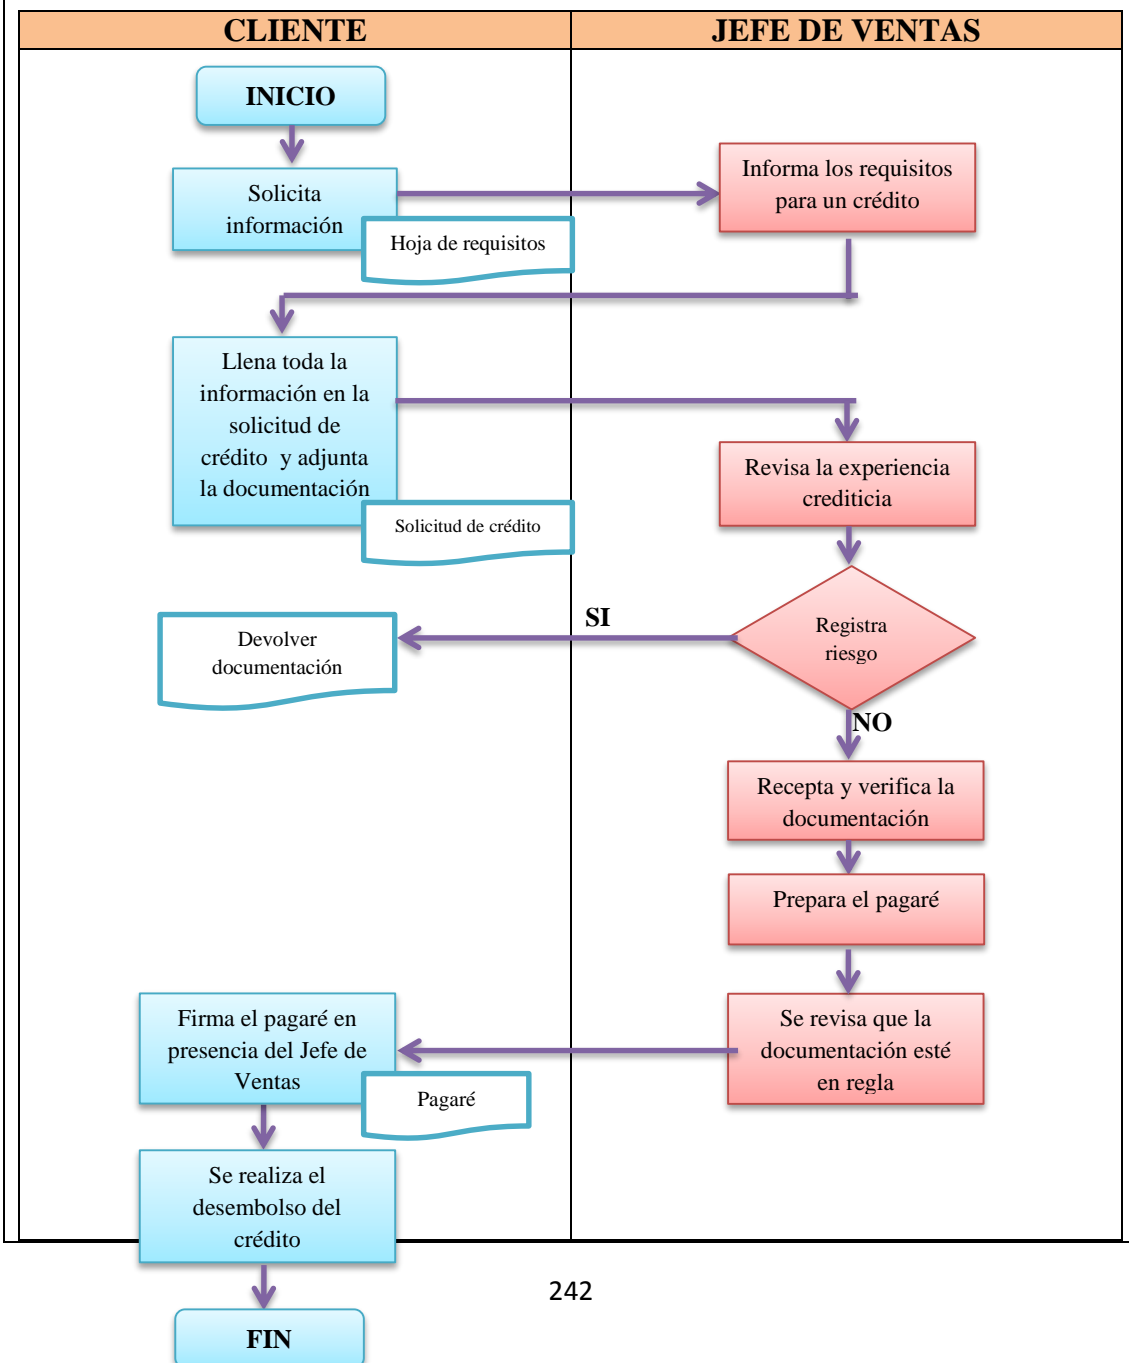 CLIENTE
JEFE DE VENTAS
INICIO
Solicita
información
Hoja de requisitos
Informa los requisitos
para un crédito
Llena toda la
información en la
solicitud de
crédito y adjunta
la documentación
Solicitud de crédito
Revisa la experiencia
crediticia
Registra
riesgo
SI
Devolver
documentación
NO
Recepta y verifica la
documentación
Prepara el pagaré
Se revisa que la
documentación esté
en regla
Firma el pagaré en
presencia del Jefe de
Ventas
Pagaré
Se realiza el
desembolso del
crédito
242
FIN